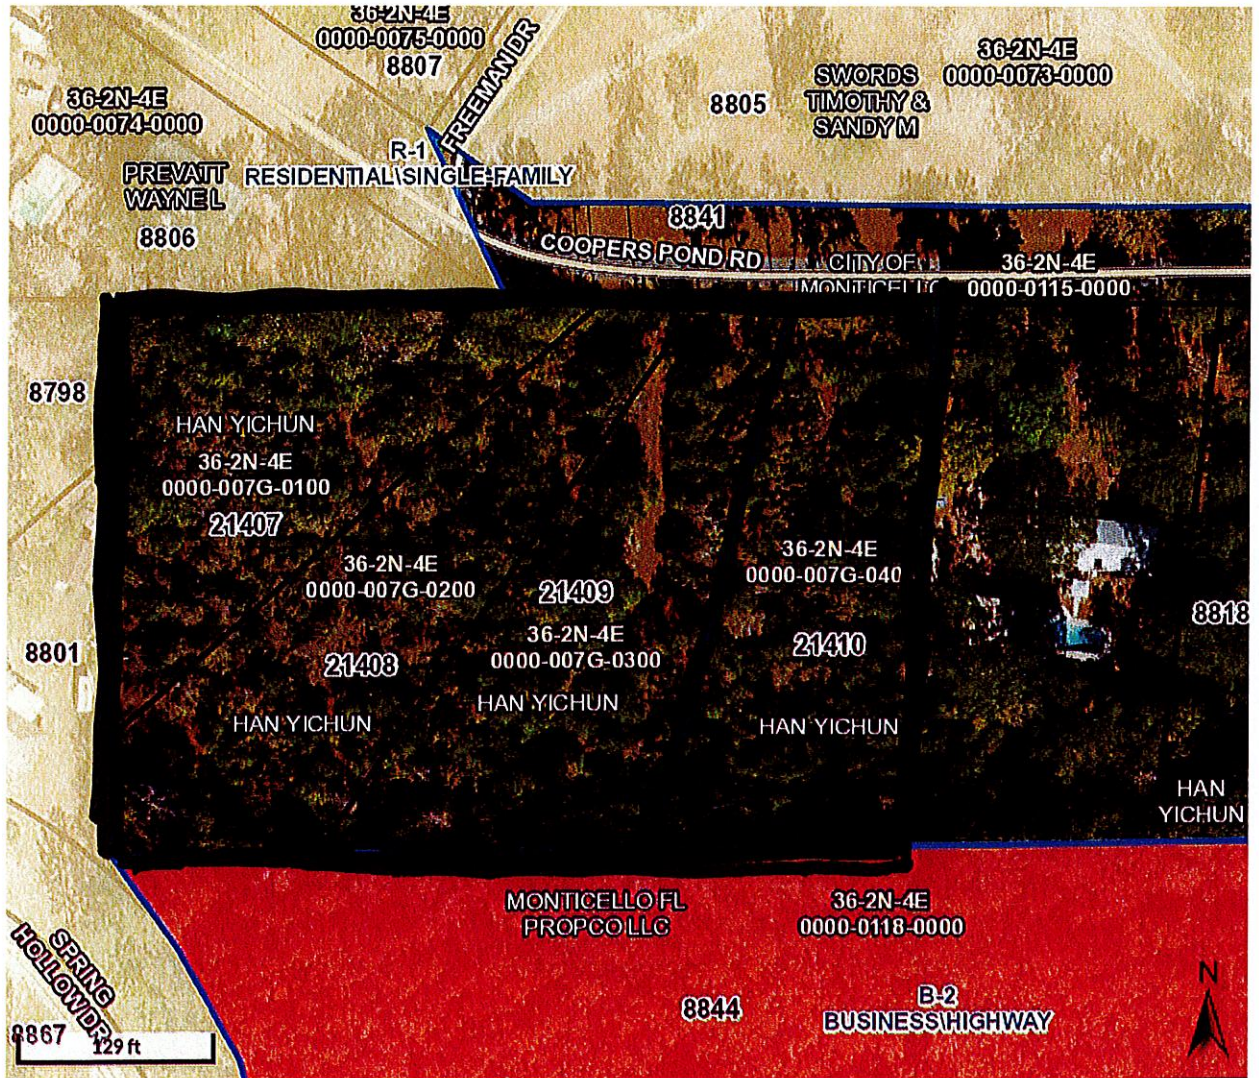 36-2N-4E
0000-0075-0000
8807
FREEMAN DR
36-2N-4E
0000-0074-0000
8805
SWORDS
TIMOTHY &
SANDY M
36-2N-4E
0000-0073-0000
R-1
RESIDENTIAL\SINGLE-FAMILY
PREVATT
WAYNE L
8806
8841
COOPERS POND RD
CITY OF
MONTICELLO
36-2N-4E
0000-0115-0000
8798
HAN YICHUN
36-2N-4E
0000-007G-0100
21407
36-2N-4E
0000-007G-0200
21409
36-2N-4E
0000-007G-040
36-2N-4E
0000-007G-0300
8818
8801
21408
21410
HAN YICHUN
HAN YICHUN
HAN YICHUN
HAN
YICHUN
MONTICELLO FL
PROPCO LLC
36-2N-4E
0000-0118-0000
SPRING
HOLLOW DR
8867
129 ft
8844
B-2
BUSINESS\HIGHWAY
N